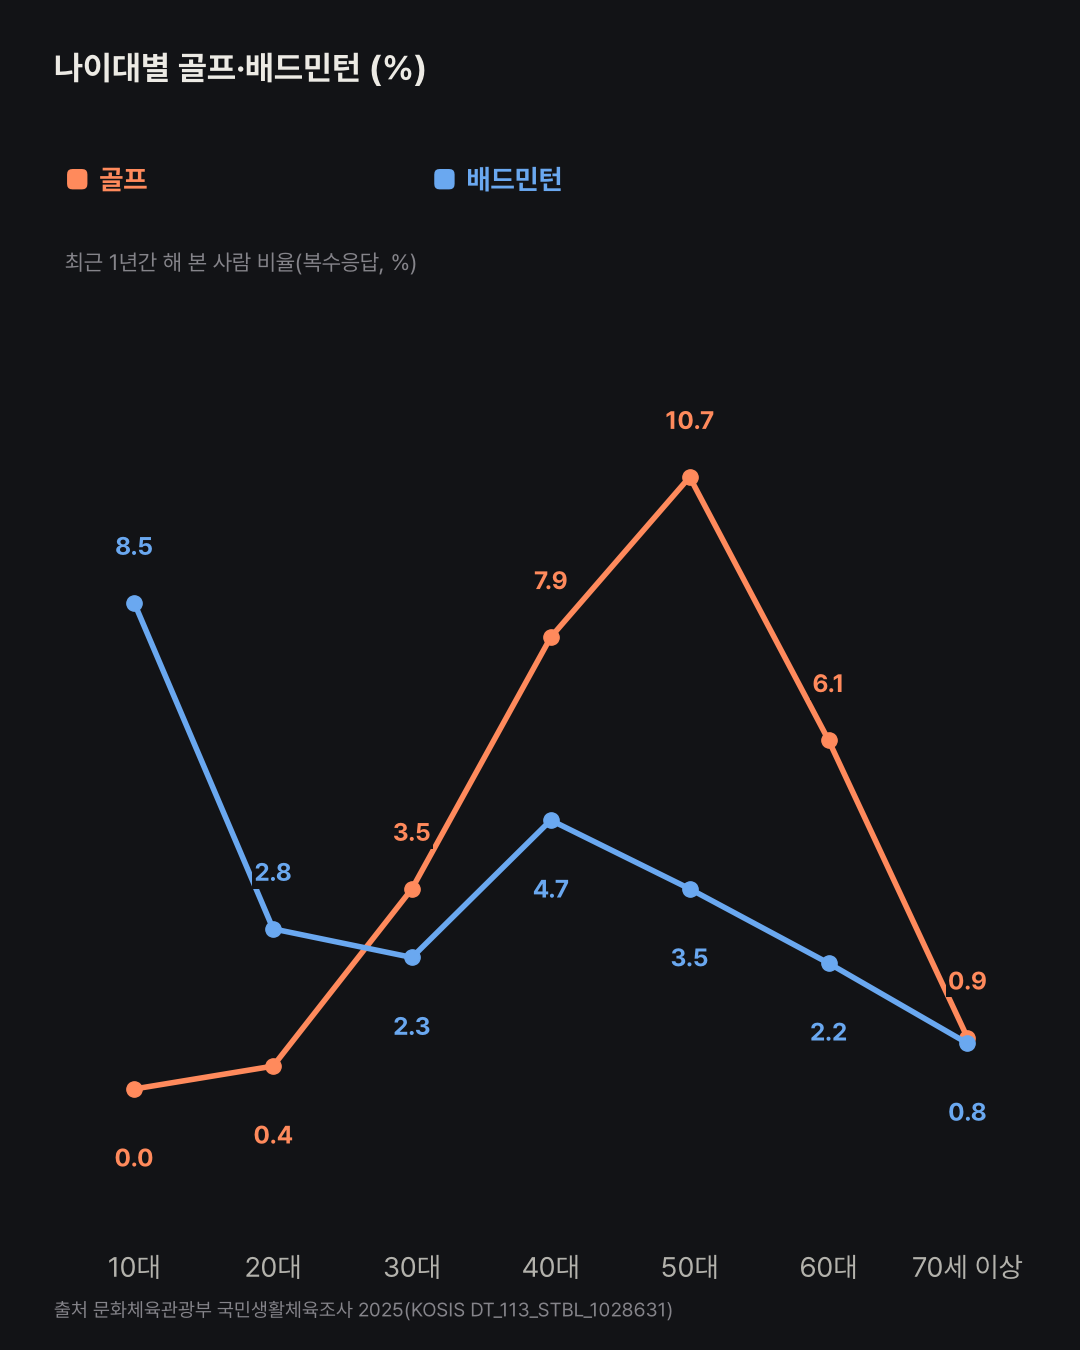 나이대별 골프·배드민턴 (%)
골프 배드민턴
최근 1년간 해 본 사람 비율(복수응답, %)
10.7
8.5
7.9
6.1
3.5
2.8
4.7
3.5
0.9
2.3
2.2
0.8
0.4
0.0
10대 20대 30대 40대 50대 60대 70세 이상
출처 문화체육관광부 국민생활체육조사 2025(KOSIS DT_113_STBL_1028631)